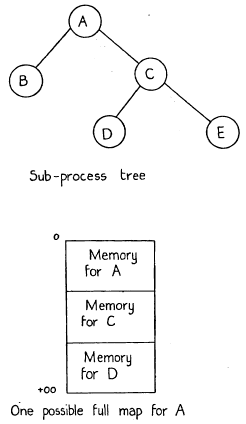 A
B
C
D
E
Sub-process tree
0
Memory
for A
Memory
for C
Memory
for D
+00
One possible full map for A